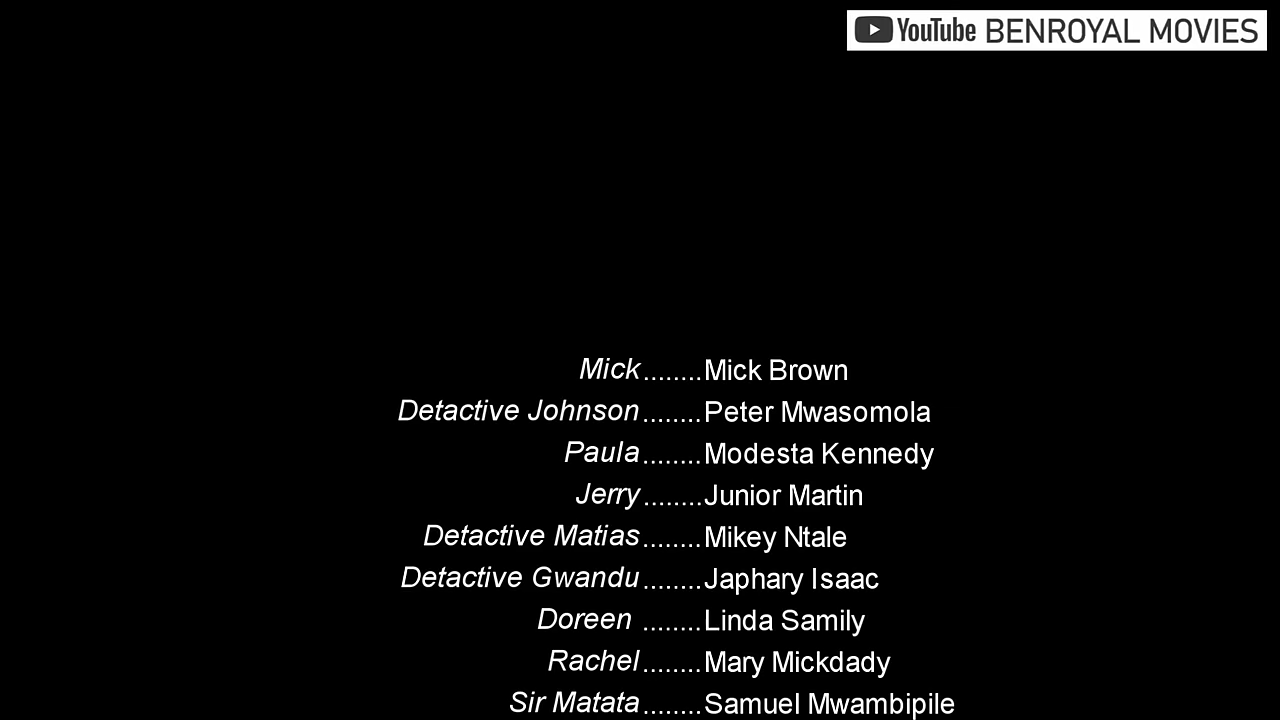 YouTube BENROYAL MOVIES
Mick........Mick Brown
Detactive Johnson........Peter Mwasomola
Paula........Modesta Kennedy
Jerry........Junior Martin
Detactive Matias........Mikey Ntale
Detactive Gwandu........Japhary Isaac
Doreen ........Linda Samily
Rachel........Mary Mickdady
Sir Matata........Samuel Mwambipile